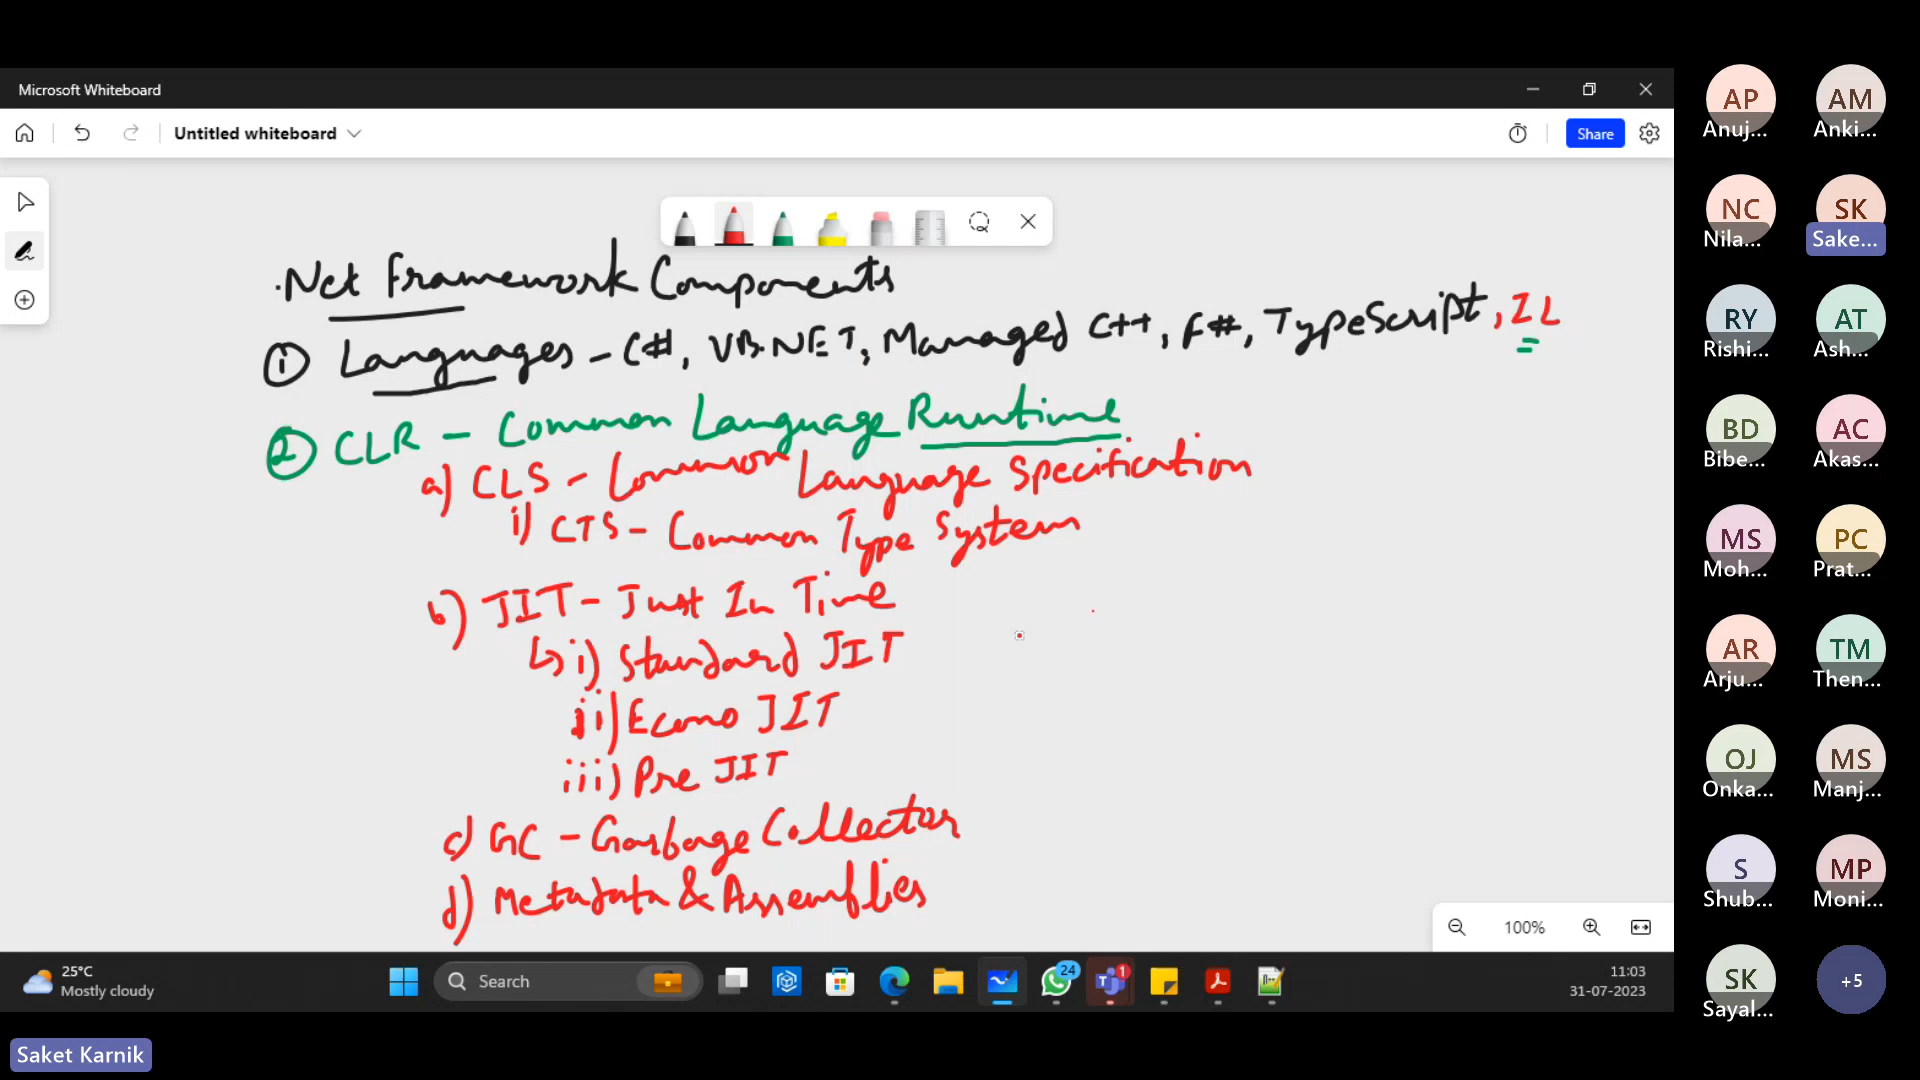 Microsoft Whiteboard
Untitled whiteboard
Share
.Net Framework Components
① Languages - C#, VB.NET, Managed C++, F#, TypeScript, IL
② CLR - Common Language Runtime
a) CLS - Common Language Specification
i) CTS - Common Type System
b) JIT - Just In Time
↳ i) Standard JIT
ii) Econo JIT
iii) Pre JIT
c) GC - Garbage Collector
d) Metadata & Assemblies
100%
25°C
Mostly cloudy
Search
24
1
11:03
31-07-2023
Saket Karnik
AP AM
Anuj... Anki...
NC SK
Nila... Sake...
RY AT
Rishi... Ash...
BD AC
Bibe... Akas...
MS PC
Moh... Prat...
AR TM
Arju... Then...
OJ MS
Onka... Manj...
S MP
Shub... Moni...
SK +5
Sayal...